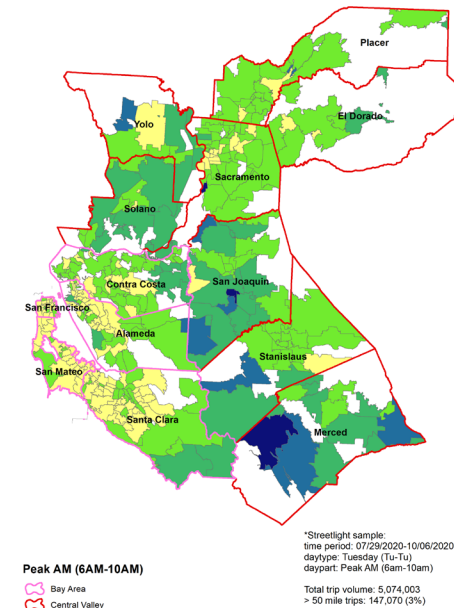 Placer
El Dorado
Yolo
Sacramento
Solano
Contra Costa
San Joaquin
San Francisco
Alameda
Stanislaus
San Mateo
Santa Clara
Merced
*Streetlight sample:
time period: 07/29/2020-10/06/2020
daytype: Tuesday (Tu-Tu)
daypart: Peak AM (6am-10am)
Total trip volume: 5,074,003
> 50 mile trips: 147,070 (3%)
Peak AM (6AM-10AM)
Bay Area
Central Valley